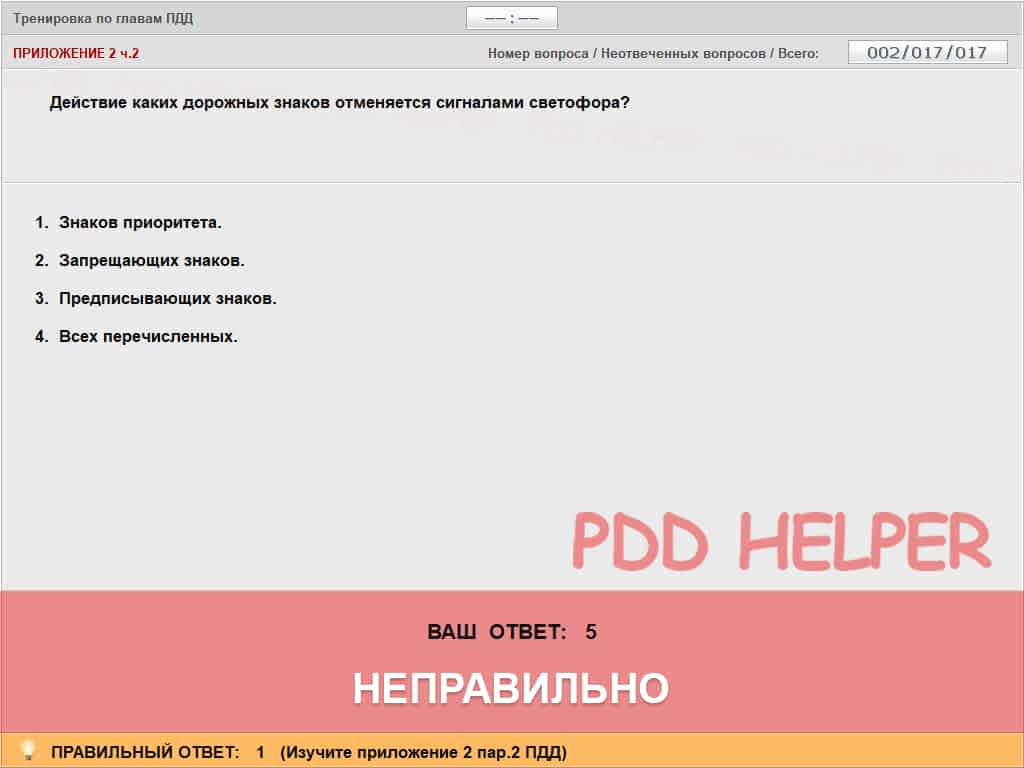 Тренировка по главам ПДД
—— : ——
ПРИЛОЖЕНИЕ 2 ч.2
Номер вопроса / Неотвеченных вопросов / Всего: 002/017/017
Действие каких дорожных знаков отменяется сигналами светофора?
1. Знаков приоритета.
2. Запрещающих знаков.
3. Предписывающих знаков.
4. Всех перечисленных.
PDD HELPER
ВАШ ОТВЕТ: 5
НЕПРАВИЛЬНО
ПРАВИЛЬНЫЙ ОТВЕТ: 1 (Изучите приложение 2 пар.2 ПДД)